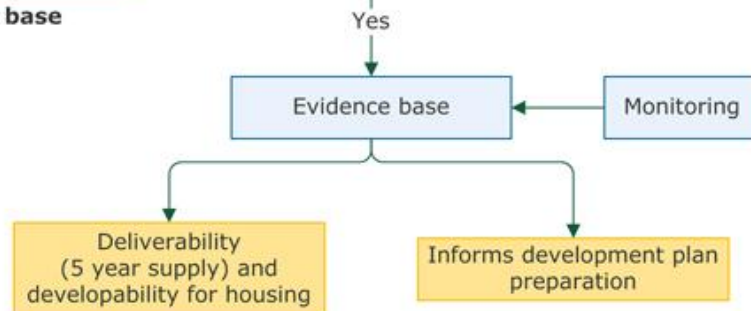 base
Yes
Evidence base
Monitoring
Deliverability
(5 year supply) and
developability for housing
Informs development plan
preparation